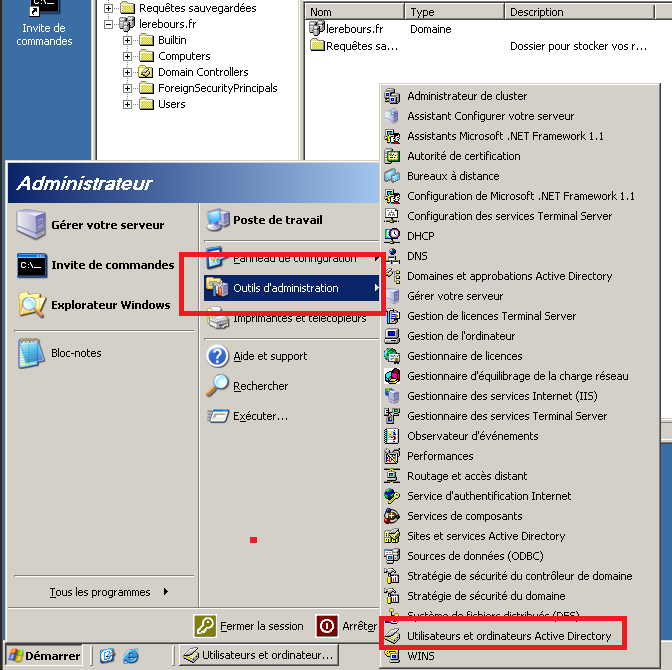 Invite de
commandes
Requêtes sauvegardées
lerebours.fr
Builtin
Computers
Domain Controllers
ForeignSecurityPrincipals
Users
Nom Type Description
lerebours.fr Domaine
Requêtes sa... Dossier pour stocker vos r...
Administrateur
Gérer votre serveur
Invite de commandes
Explorateur Windows
Bloc-notes
Tous les programmes
Poste de travail
Panneau de configuration
Outils d'administration
Imprimantes et télécopieurs
Aide et support
Rechercher
Exécuter...
Fermer la session Arrêter
Administrateur de cluster
Assistant Configurer votre serveur
Assistants Microsoft .NET Framework 1.1
Autorité de certification
Bureaux à distance
Configuration de Microsoft .NET Framework 1.1
Configuration des services Terminal Server
DHCP
DNS
Domaines et approbations Active Directory
Gérer votre serveur
Gestion de licences Terminal Server
Gestion de l'ordinateur
Gestionnaire de licences
Gestionnaire d'équilibrage de la charge réseau
Gestionnaire des services Internet (IIS)
Gestionnaire des services Terminal Server
Observateur d'événements
Performances
Routage et accès distant
Service d'authentification Internet
Services de composants
Sites et services Active Directory
Sources de données (ODBC)
Stratégie de sécurité du contrôleur de domaine
Stratégie de sécurité du domaine
Système de fichiers distribués (DFS)
Utilisateurs et ordinateurs Active Directory
WINS
Démarrer
Utilisateurs et ordinateur...